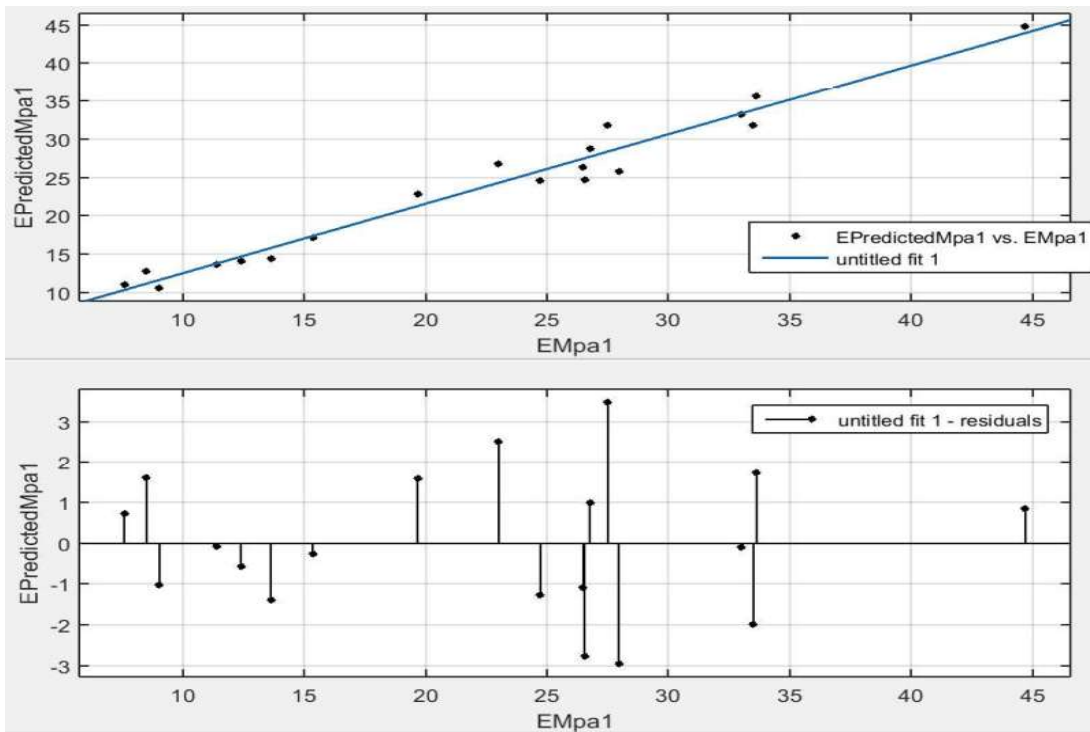 EPredictedMpa1
45
40
35
30
25
20
15
10
EPredictedMpa1 vs. EMpa1
untitled fit 1
10 15 20 25 30 35 40 45
EMpa1
EPredictedMpa1
3
2
1
0
-1
-2
-3
untitled fit 1 - residuals
10 15 20 25 30 35 40 45
EMpa1